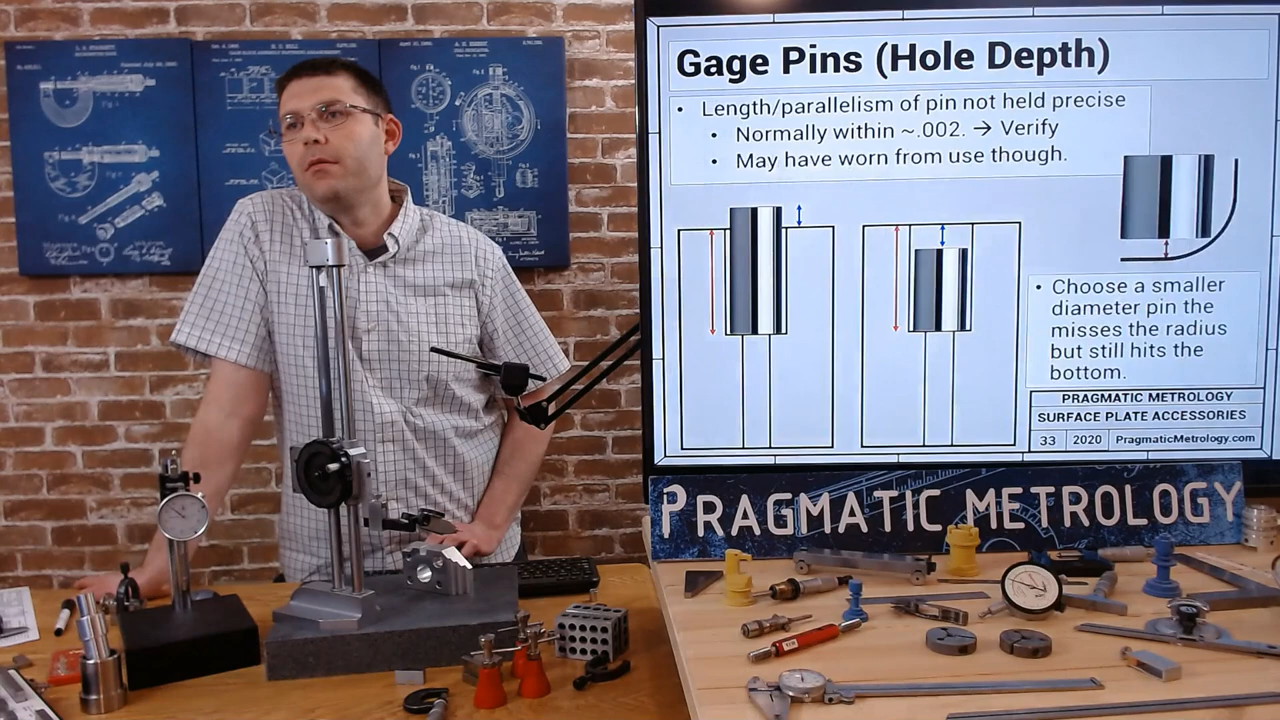 Gage Pins (Hole Depth)
• Length/parallelism of pin not held precise
• Normally within ~.002. → Verify
• May have worn from use though.
• Choose a smaller
diameter pin the
misses the radius
but still hits the
bottom.
PRAGMATIC METROLOGY
SURFACE PLATE ACCESSORIES
33 2020 PragmaticMetrology.com
PRAGMATIC METROLOGY